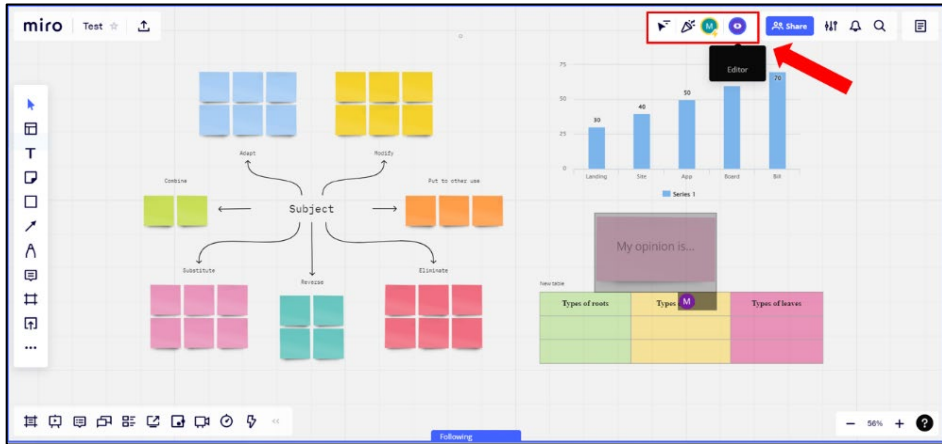 miro
Test
M
Share
Editor
75
50
25
0
30
40
50
70
Landing
Site
App
Board
Bill
Series 1
Adapt
Modify
Combine
Subject
Put to other use
Substitute
Reverse
Eliminate
My opinion is...
New table
Types of roots
Types
M
Types of leaves
Following
56%